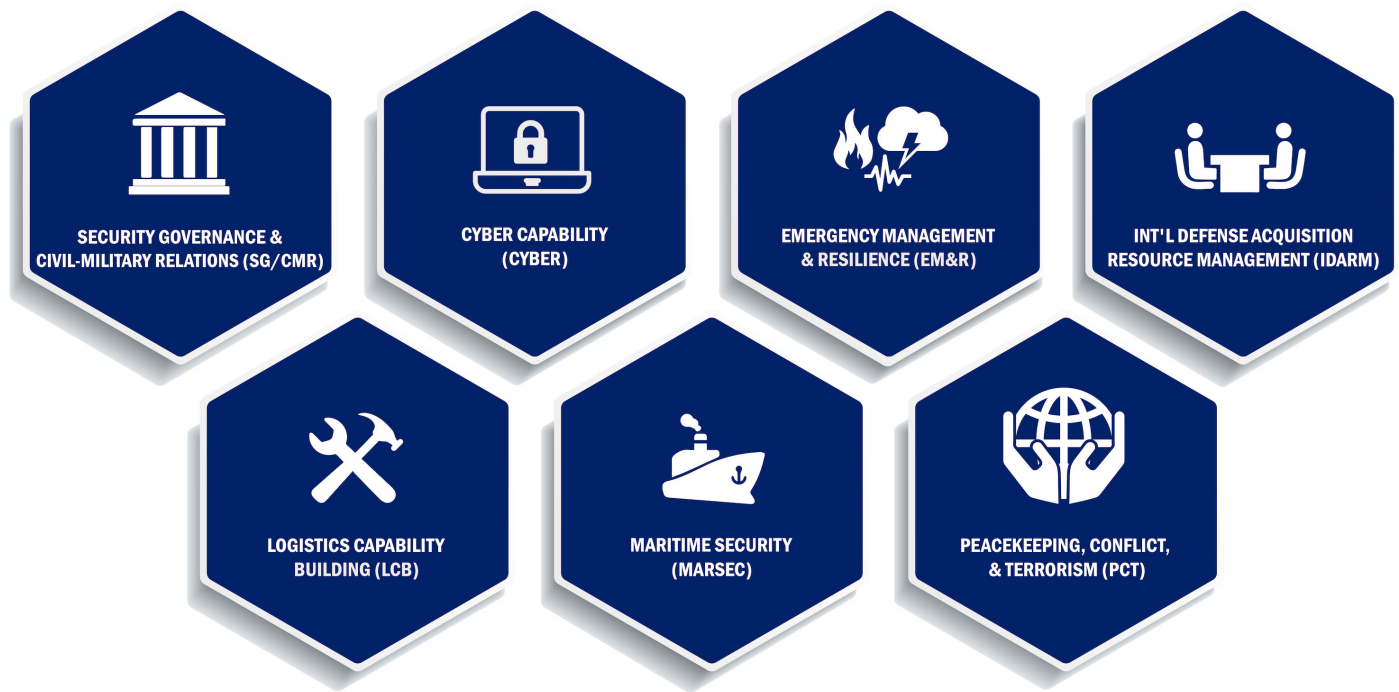 SECURITY GOVERNANCE &
CIVIL-MILITARY RELATIONS (SG/CMR)
CYBER CAPABILITY
(CYBER)
EMERGENCY MANAGEMENT
& RESILIENCE (EM&R)
INT'L DEFENSE ACQUISITION
RESOURCE MANAGEMENT (IDARM)
LOGISTICS CAPABILITY
BUILDING (LCB)
MARITIME SECURITY
(MARSEC)
PEACEKEEPING, CONFLICT,
& TERRORISM (PCT)